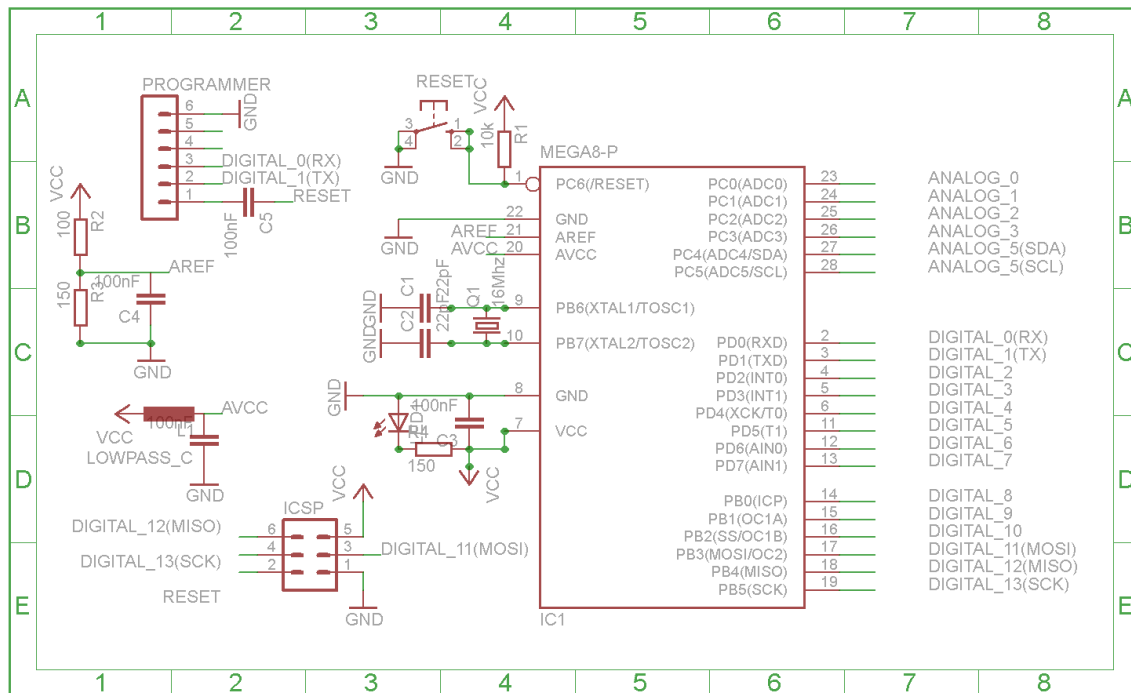 1 2 3 4 5 6 7 8
A
A
B
B
C
C
D
D
E
E
1 2 3 4 5 6 7 8
PROGRAMMER
6
5
4
3
2
1
GND
DIGITAL_0(RX)
DIGITAL_1(TX)
RESET
100nF
C5
VCC
100
R2
AREF
150
R3
100nF
C4
GND
AVCC
100nF
L1
VCC
LOWPASS_C
GND
RESET
3
4
1
2
GND
VCC
10k
R1
GND
AREF
AVCC
GND
C1
22pF
GND
C2
22pF
Q1
16Mhz
GND
100nF
LED1
R4
150
C3
VCC
ICSP
VCC
DIGITAL_12(MISO)
6
5
DIGITAL_13(SCK)
4
3
DIGITAL_11(MOSI)
2
1
RESET
GND
MEGA8-P
1 PC6(/RESET)
22 GND
21 AREF
20 AVCC
9 PB6(XTAL1/TOSC1)
10 PB7(XTAL2/TOSC2)
8 GND
7 VCC
PC0(ADC0) 23 ANALOG_0
PC1(ADC1) 24 ANALOG_1
PC2(ADC2) 25 ANALOG_2
PC3(ADC3) 26 ANALOG_3
PC4(ADC4/SDA) 27 ANALOG_5(SDA)
PC5(ADC5/SCL) 28 ANALOG_5(SCL)
PD0(RXD) 2 DIGITAL_0(RX)
PD1(TXD) 3 DIGITAL_1(TX)
PD2(INT0) 4 DIGITAL_2
PD3(INT1) 5 DIGITAL_3
PD4(XCK/T0) 6 DIGITAL_4
PD5(T1) 11 DIGITAL_5
PD6(AIN0) 12 DIGITAL_6
PD7(AIN1) 13 DIGITAL_7
PB0(ICP) 14 DIGITAL_8
PB1(OC1A) 15 DIGITAL_9
PB2(SS/OC1B) 16 DIGITAL_10
PB3(MOSI/OC2) 17 DIGITAL_11(MOSI)
PB4(MISO) 18 DIGITAL_12(MISO)
PB5(SCK) 19 DIGITAL_13(SCK)
IC1